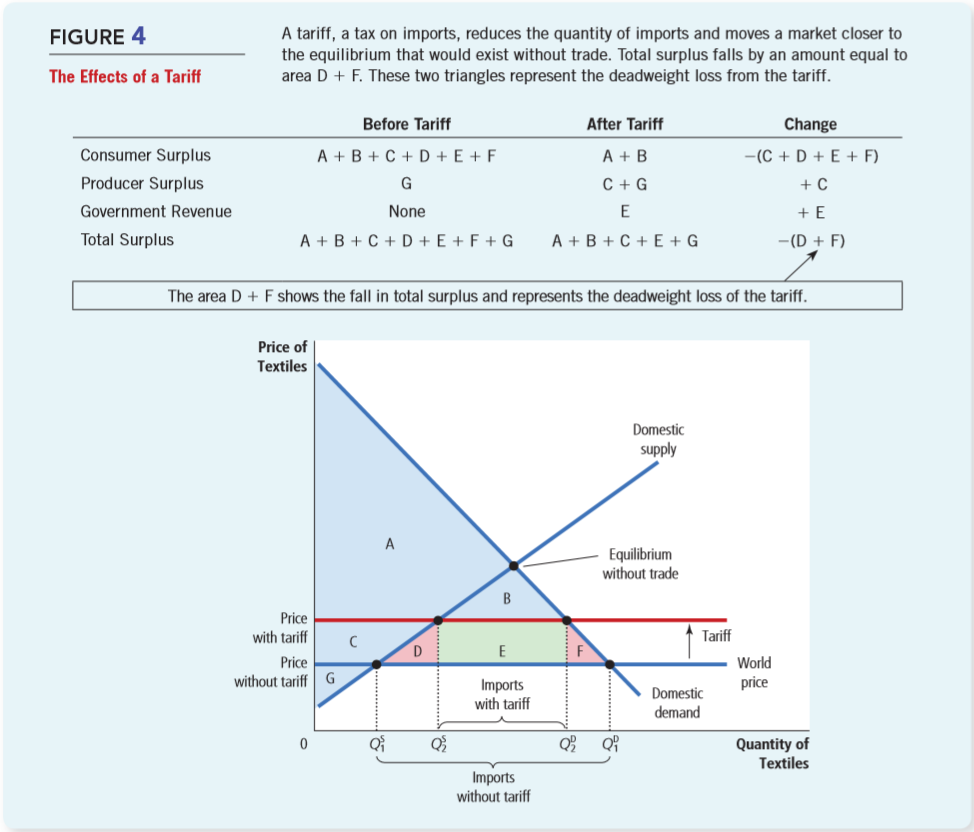 FIGURE 4
The Effects of a Tariff
A tariff, a tax on imports, reduces the quantity of imports and moves a market closer to
the equilibrium that would exist without trade. Total surplus falls by an amount equal to
area D + F. These two triangles represent the deadweight loss from the tariff.
Before Tariff After Tariff Change
Consumer Surplus A + B + C + D + E + F A + B −(C + D + E + F)
Producer Surplus G C + G + C
Government Revenue None E + E
Total Surplus A + B + C + D + E + F + G A + B + C + E + G −(D + F)
The area D + F shows the fall in total surplus and represents the deadweight loss of the tariff.
Price of
Textiles
Domestic
supply
A
Equilibrium
without trade
B
Price
with tariff
C
D
E
F
Tariff
Price
without tariff
G
World
price
Imports
with tariff
Domestic
demand
0
Q₁ˢ Q₂ˢ Q₂ᴰ Q₁ᴰ
Quantity of
Textiles
Imports
without tariff